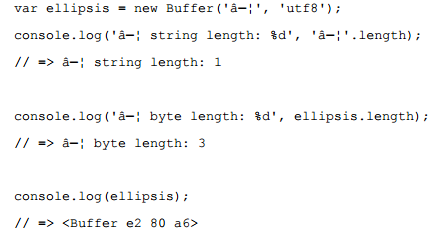 var ellipsis = new Buffer('â—¦', 'utf8');
console.log('â—¦ string length: %d', 'â—¦'.length);
// => â—¦ string length: 1
console.log('â—¦ byte length: %d', ellipsis.length);
// => â—¦ byte length: 3
console.log(ellipsis);
// => <Buffer e2 80 a6>